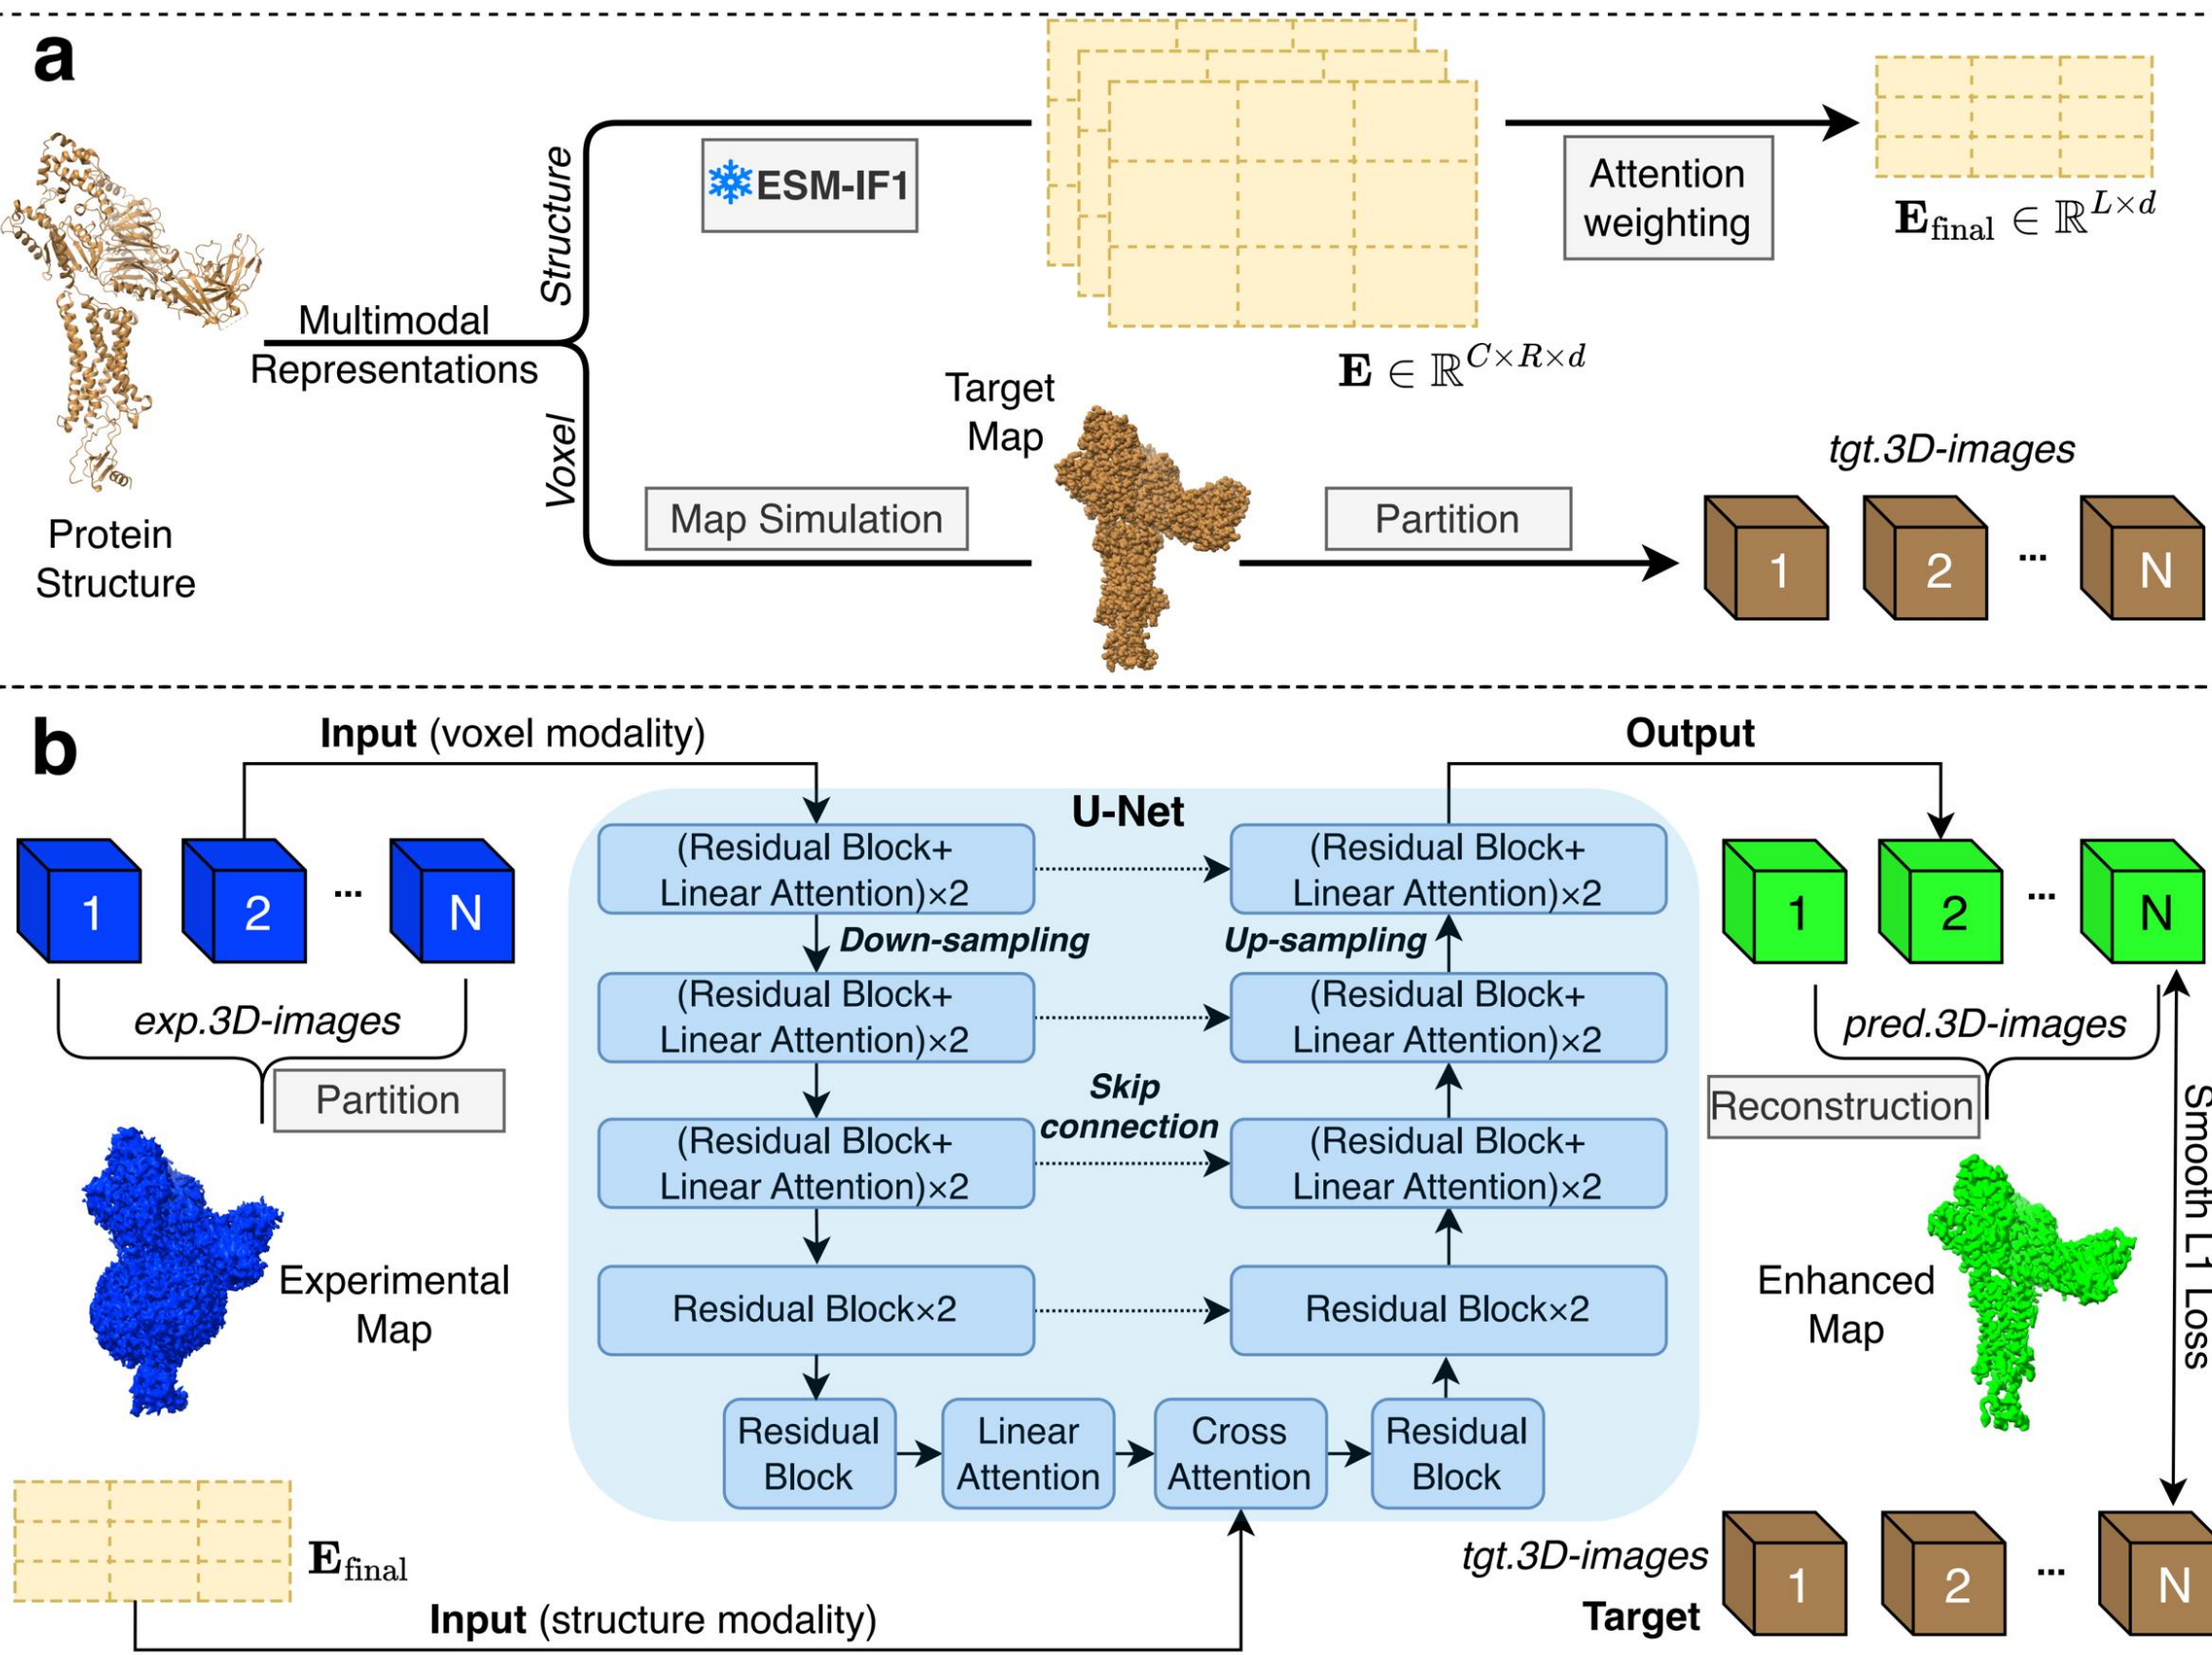 a
Structure
ESM-IF1
Attention
weighting
E_final ∈ ℝ^{L×d}
Multimodal
Representations
E ∈ ℝ^{C×R×d}
Target
Map
Voxel
Map Simulation
Partition
tgt.3D-images
1
2
...
N
Protein
Structure
b
Input (voxel modality)
Output
U-Net
1
2
...
N
exp.3D-images
Partition
Experimental
Map
(Residual Block+
Linear Attention)×2
(Residual Block+
Linear Attention)×2
Down-sampling
Up-sampling
(Residual Block+
Linear Attention)×2
(Residual Block+
Linear Attention)×2
Skip
connection
(Residual Block+
Linear Attention)×2
(Residual Block+
Linear Attention)×2
Residual Block×2
Residual Block×2
Residual
Block
Linear
Attention
Cross
Attention
Residual
Block
1
2
...
N
pred.3D-images
Reconstruction
Smooth L1 Loss
Enhanced
Map
E_final
Input (structure modality)
tgt.3D-images
Target
1
2
...
N